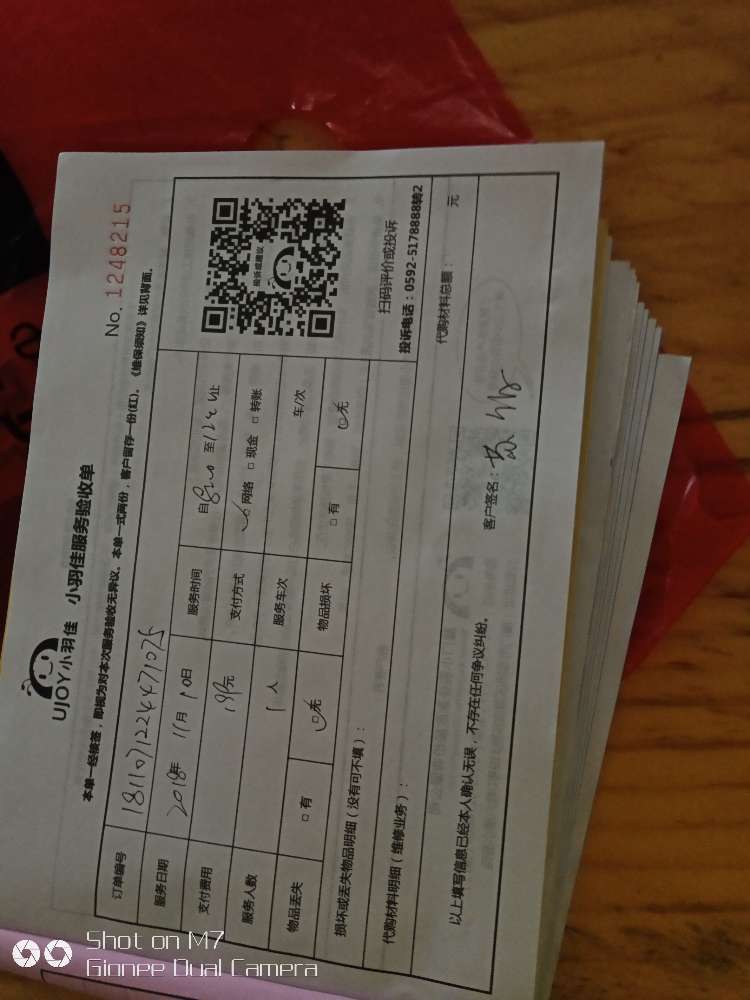 UJOY小羽佳 小羽佳服务验收单
No. 1248215
本单一经接签，即视为对本次服务验收无异议。本单一式两份，客户留存一份(红)。《维保须知》详见背面.
订单编号 1811071224471075
服务日期 2018年 11月 10日 服务时间 自 至 止
支付费用 元 支付方式 网络 □现金 □转账
服务人数 1 人 服务车次 车/次
物品丢失 □有 □无 物品损坏 □有 □无
投诉或建议
扫码评价或投诉
投诉电话：0592-5178888转2
损坏或丢失物品明细（没有可不填）：
代购材料明细（维修业务）： 代购材料总额： 元
以上填写信息已经本人确认无误，不存在任何争议纠纷。 客户签名：
Shot on M7
Gionee Dual Camera